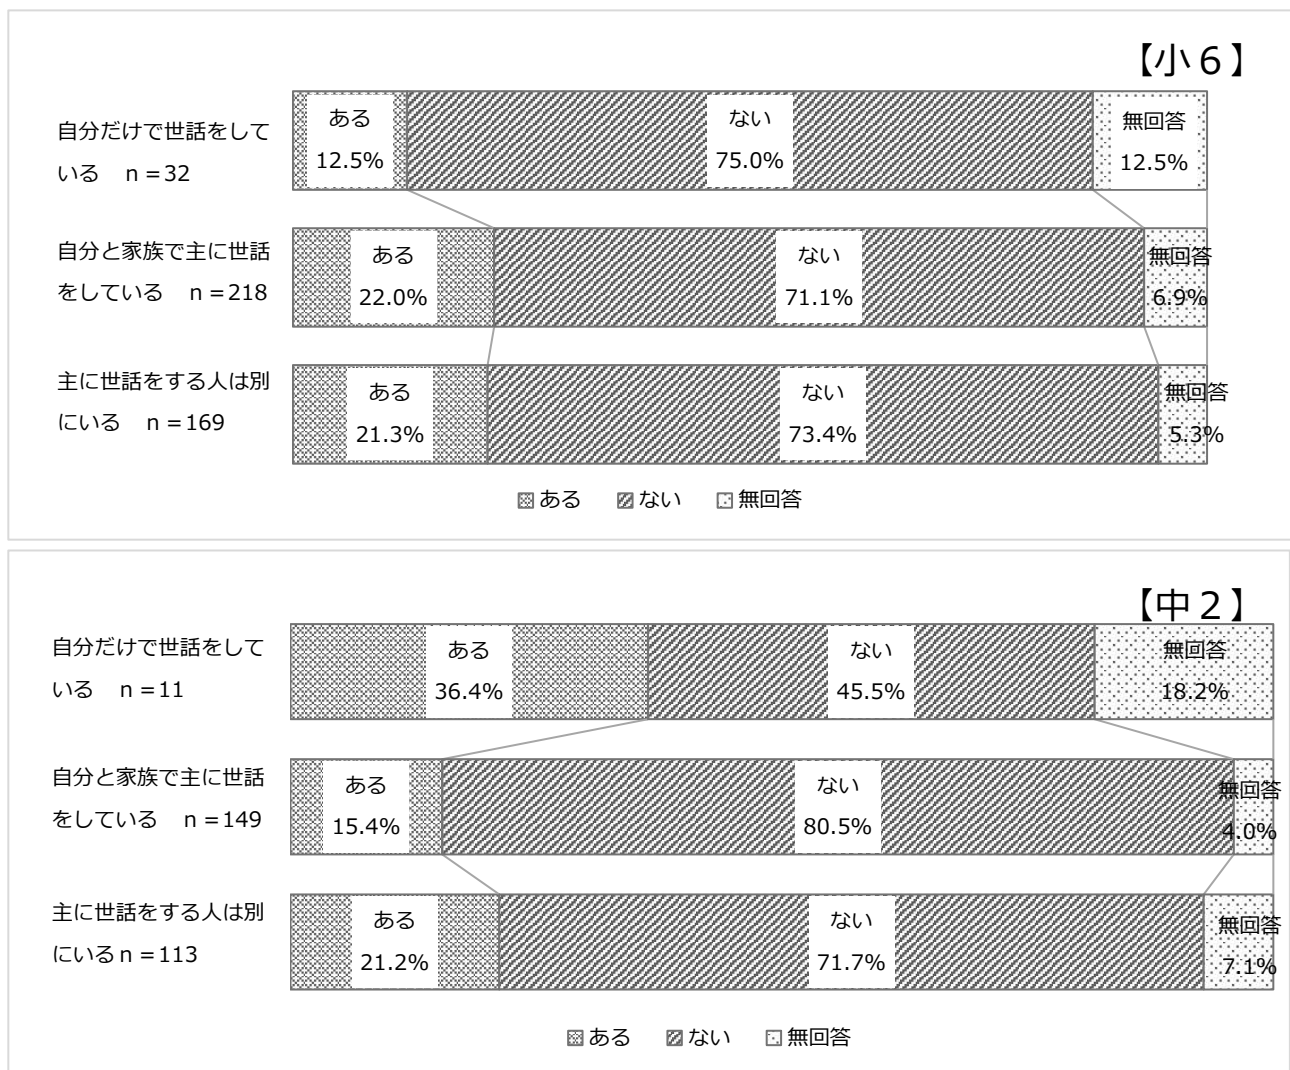 【小６】
自分だけで世話をして
いる　ｎ＝32
ある
12.5%
ない
75.0%
無回答
12.5%
自分と家族で主に世話
をしている　ｎ＝218
ある
22.0%
ない
71.1%
無回答
6.9%
主に世話をする人は別
にいる　ｎ＝169
ある
21.3%
ない
73.4%
無回答
5.3%
ある　ない　無回答
【中２】
自分だけで世話をして
いる　ｎ＝11
ある
36.4%
ない
45.5%
無回答
18.2%
自分と家族で主に世話
をしている　ｎ＝149
ある
15.4%
ない
80.5%
無回答
4.0%
主に世話をする人は別
にいるｎ＝113
ある
21.2%
ない
71.7%
無回答
7.1%
ある　ない　無回答